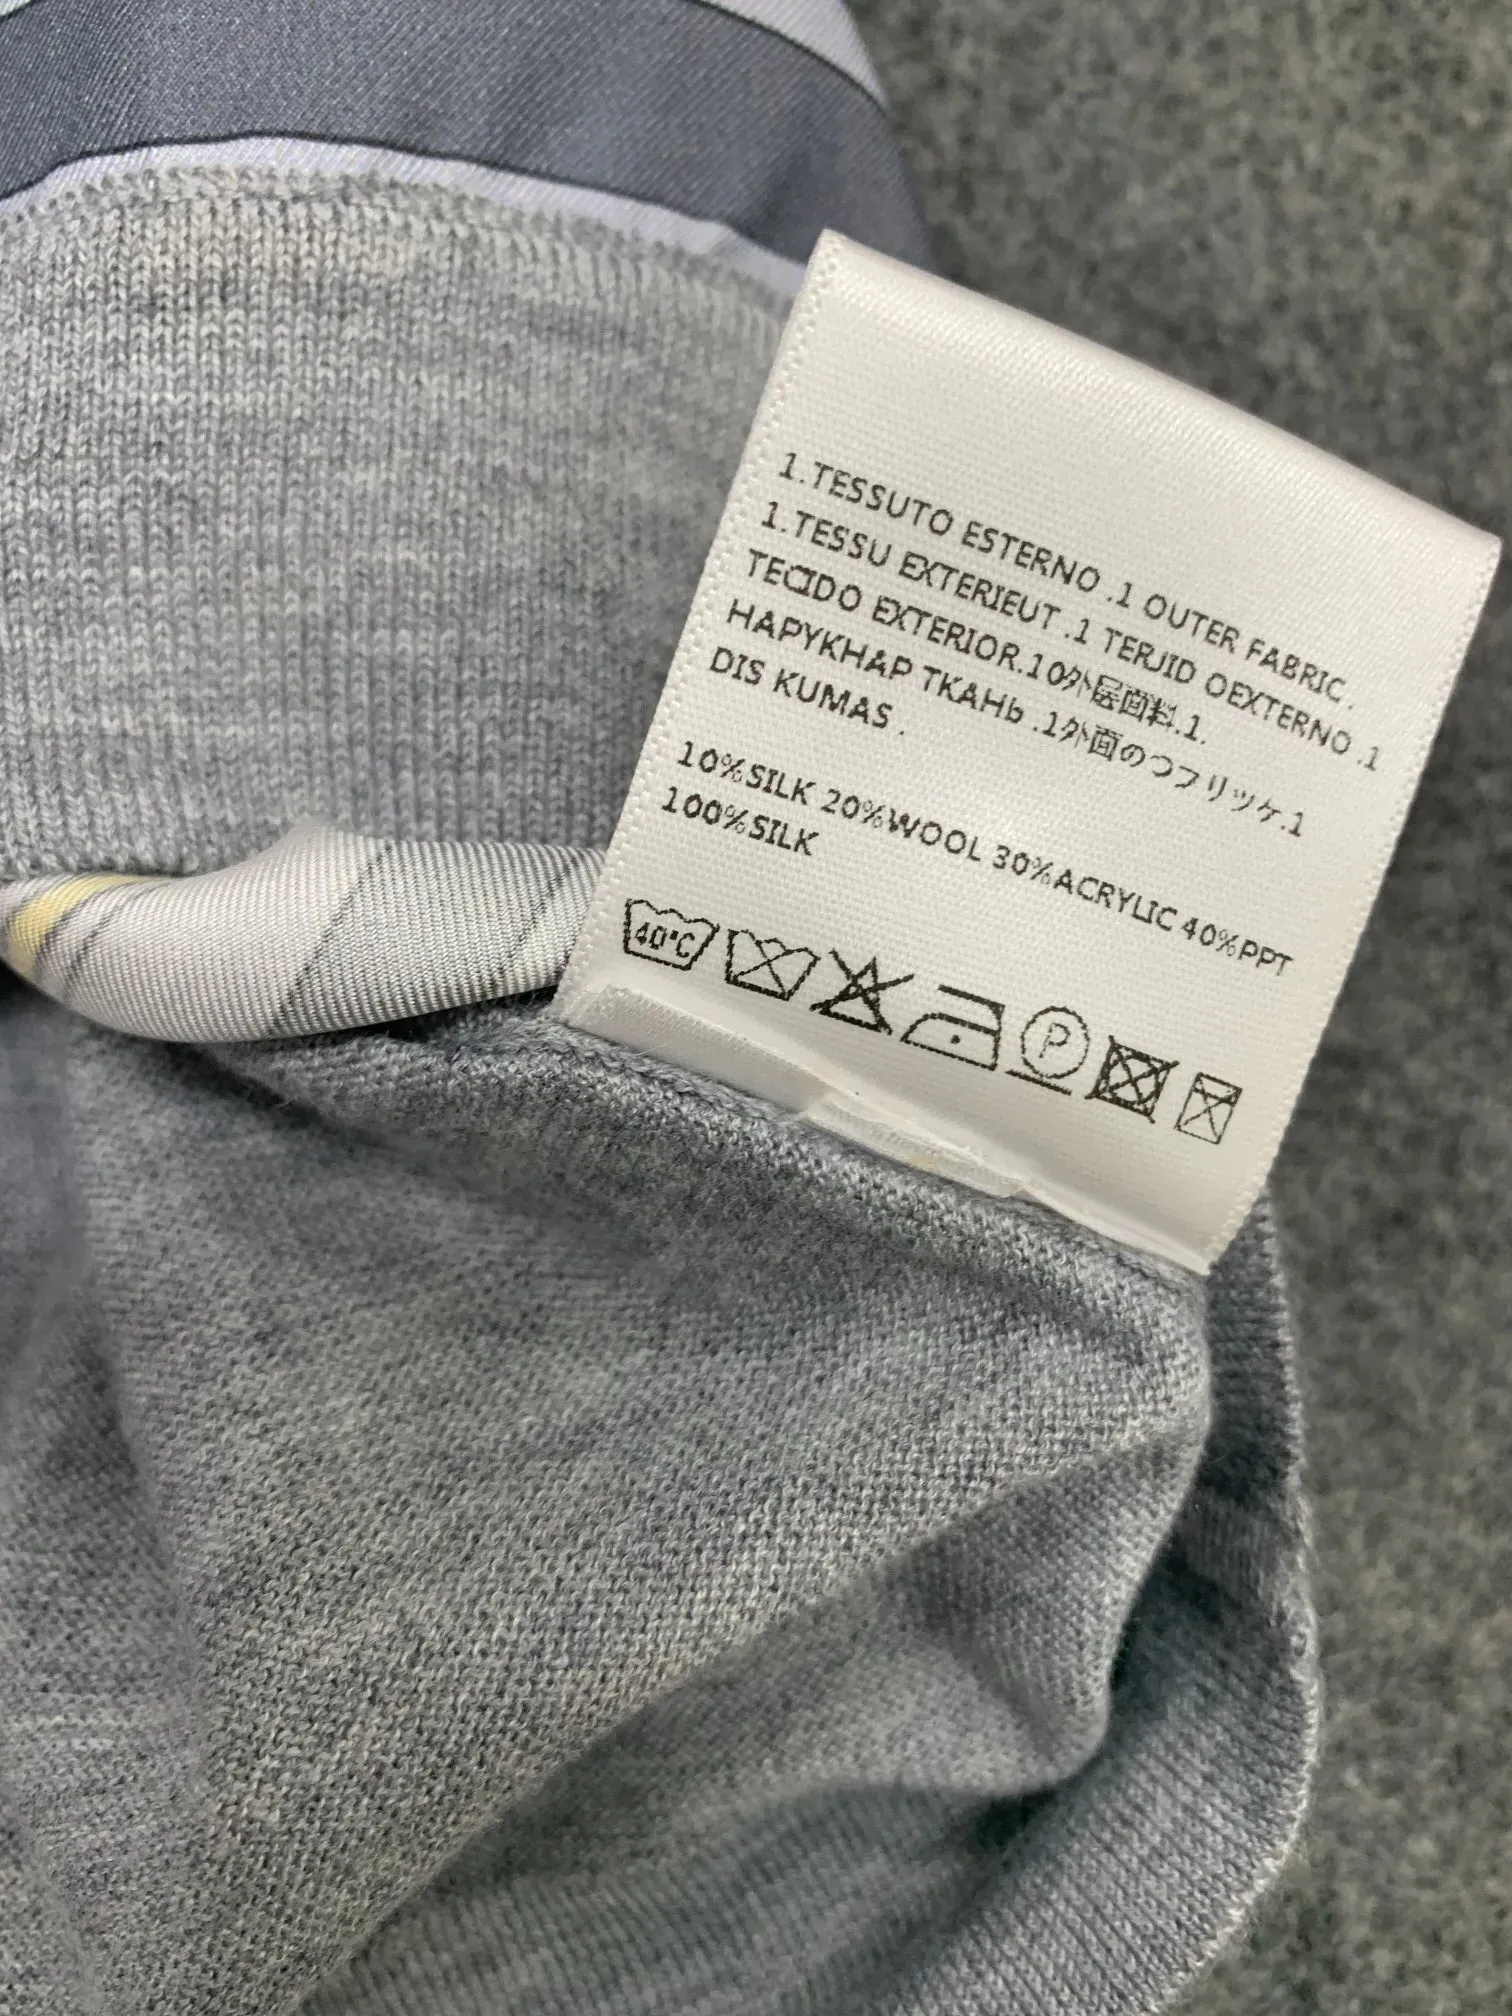 1.TESSUTO ESTERNO .1 OUTER FABRIC.
1.TESSU EXTERIEUT .1 TERJID OEXTERNO .1
TECIDO EXTERIOR.10外层面料.1.
HAPYKHAP TKAHb .1外面のつフリツケ.1
DIS KUMAS .
10%SILK 20%WOOL 30%ACRYLIC 40%PPT
100%SILK
40°C
P